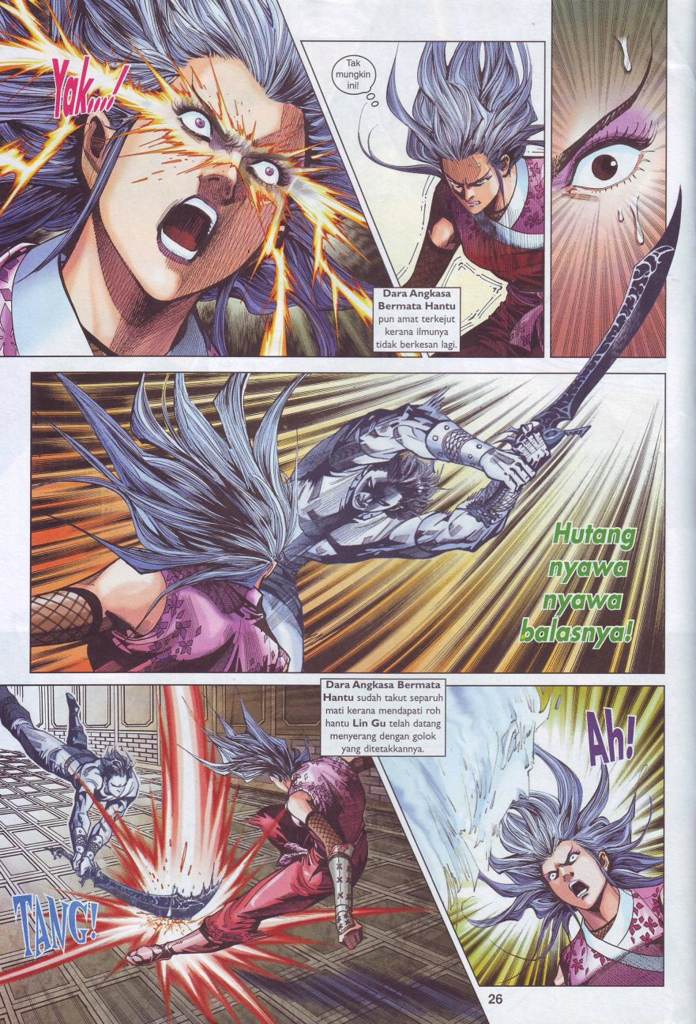 Yak,,,,!
Tak
mungkin
ini!
Dara Angkasa
Bermata Hantu
pun amat terkejut
kerana ilmunya
tidak berkesan lagi.
Hutang
nyawa
nyawa
balasnya!
Dara Angkasa Bermata
Hantu sudah takut separuh
mati kerana mendapati roh
hantu Lin Gu telah datang
menyerang dengan golok
yang ditetakkannya.
TANG!
Ah!
26